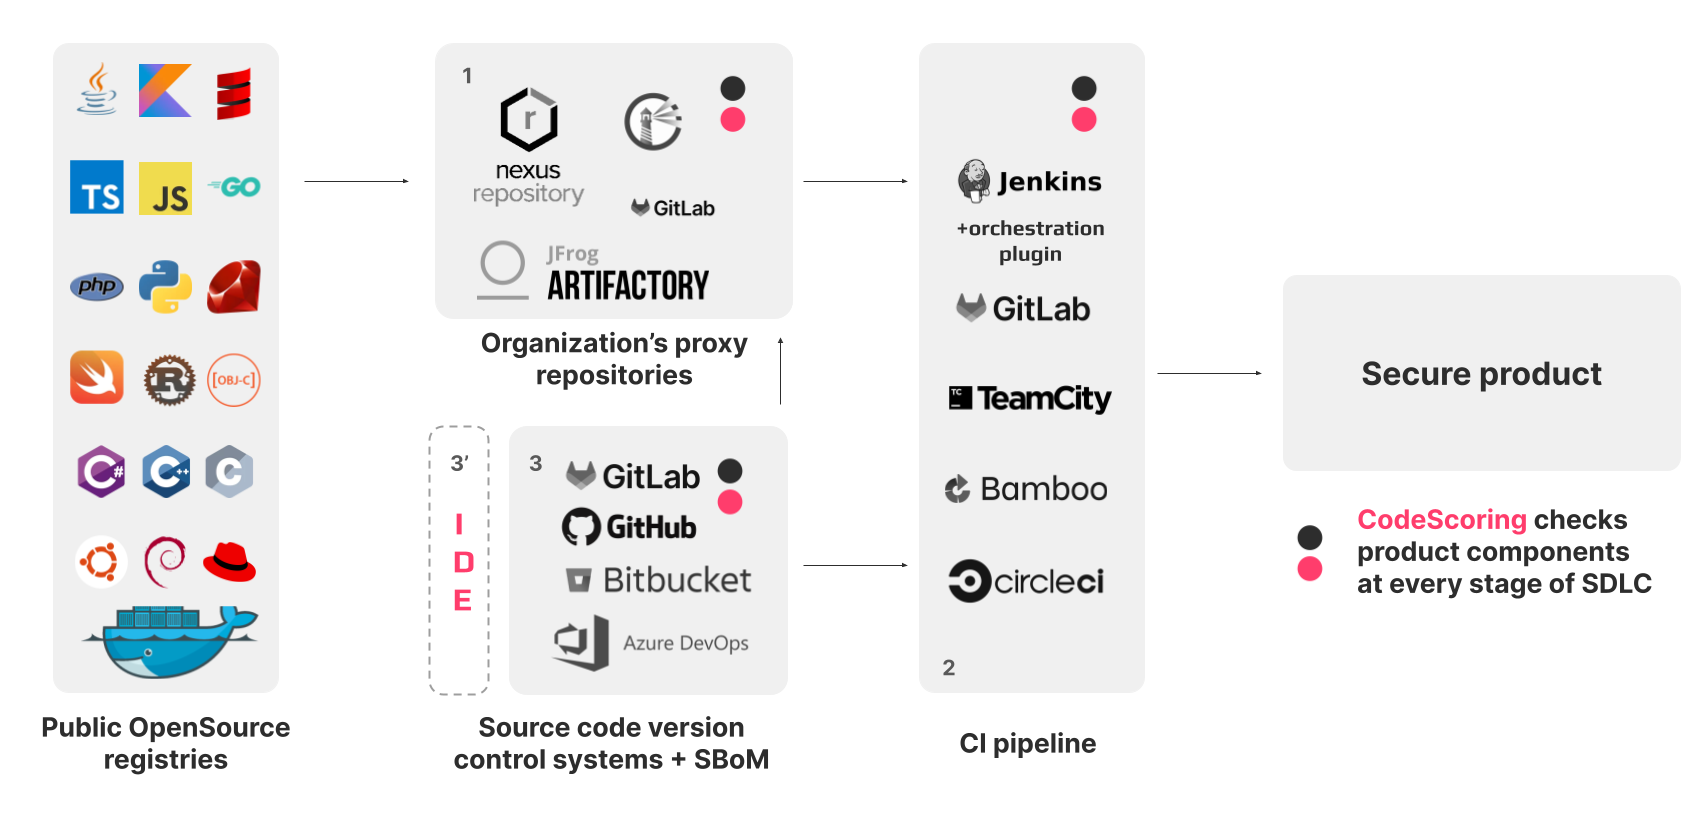 TS
JS
GO
php
R
[OBJ-C]
C#
C++
C
Public OpenSource
registries
1
r
nexus
repository
GitLab
JFrog
ARTIFACTORY
Organization’s proxy
repositories
3’
I
D
E
3
GitLab
GitHub
Bitbucket
Azure DevOps
Source code version
control systems + SBoM
Jenkins
+orchestration
plugin
GitLab
TC
TeamCity
Bamboo
circleci
2
CI pipeline
Secure product
CodeScoring checks
product components
at every stage of SDLC